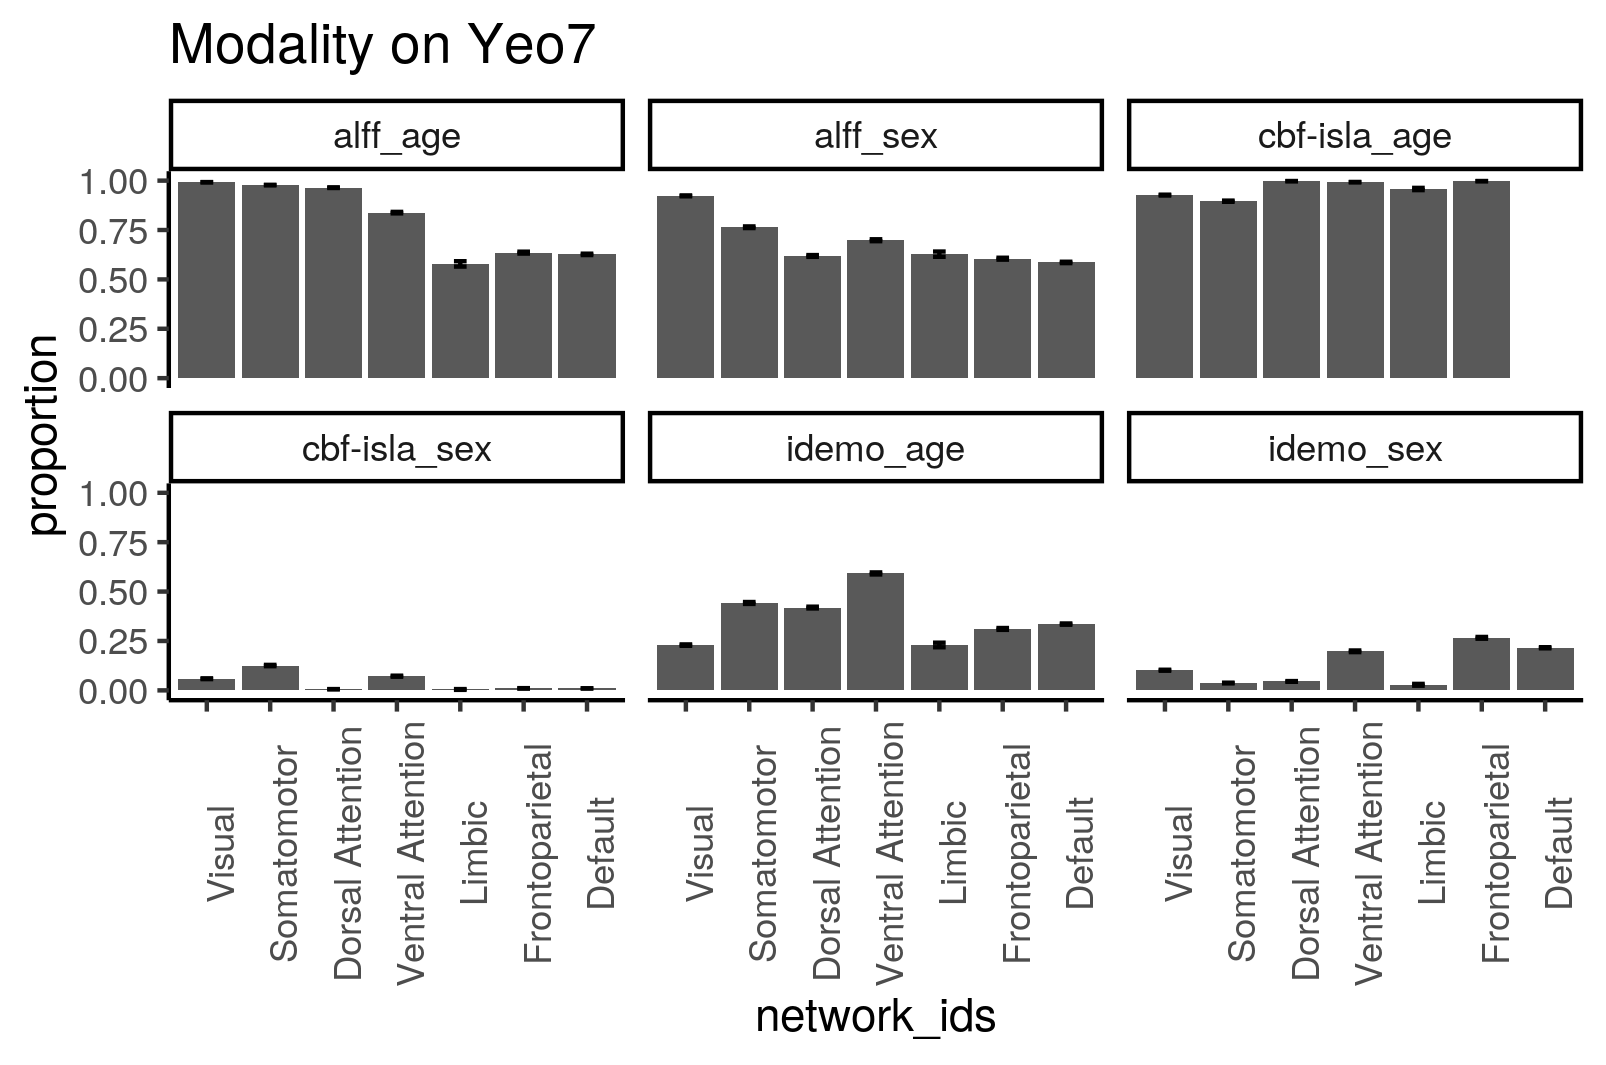 Modality on Yeo7
alff_age
alff_sex
cbf-isla_age
1.00
0.75
0.50
0.25
0.00
cbf-isla_sex
idemo_age
idemo_sex
1.00
0.75
0.50
0.25
0.00
proportion
Visual
Somatomotor
Dorsal Attention
Ventral Attention
Limbic
Frontoparietal
Default
Visual
Somatomotor
Dorsal Attention
Ventral Attention
Limbic
Frontoparietal
Default
Visual
Somatomotor
Dorsal Attention
Ventral Attention
Limbic
Frontoparietal
Default
network_ids